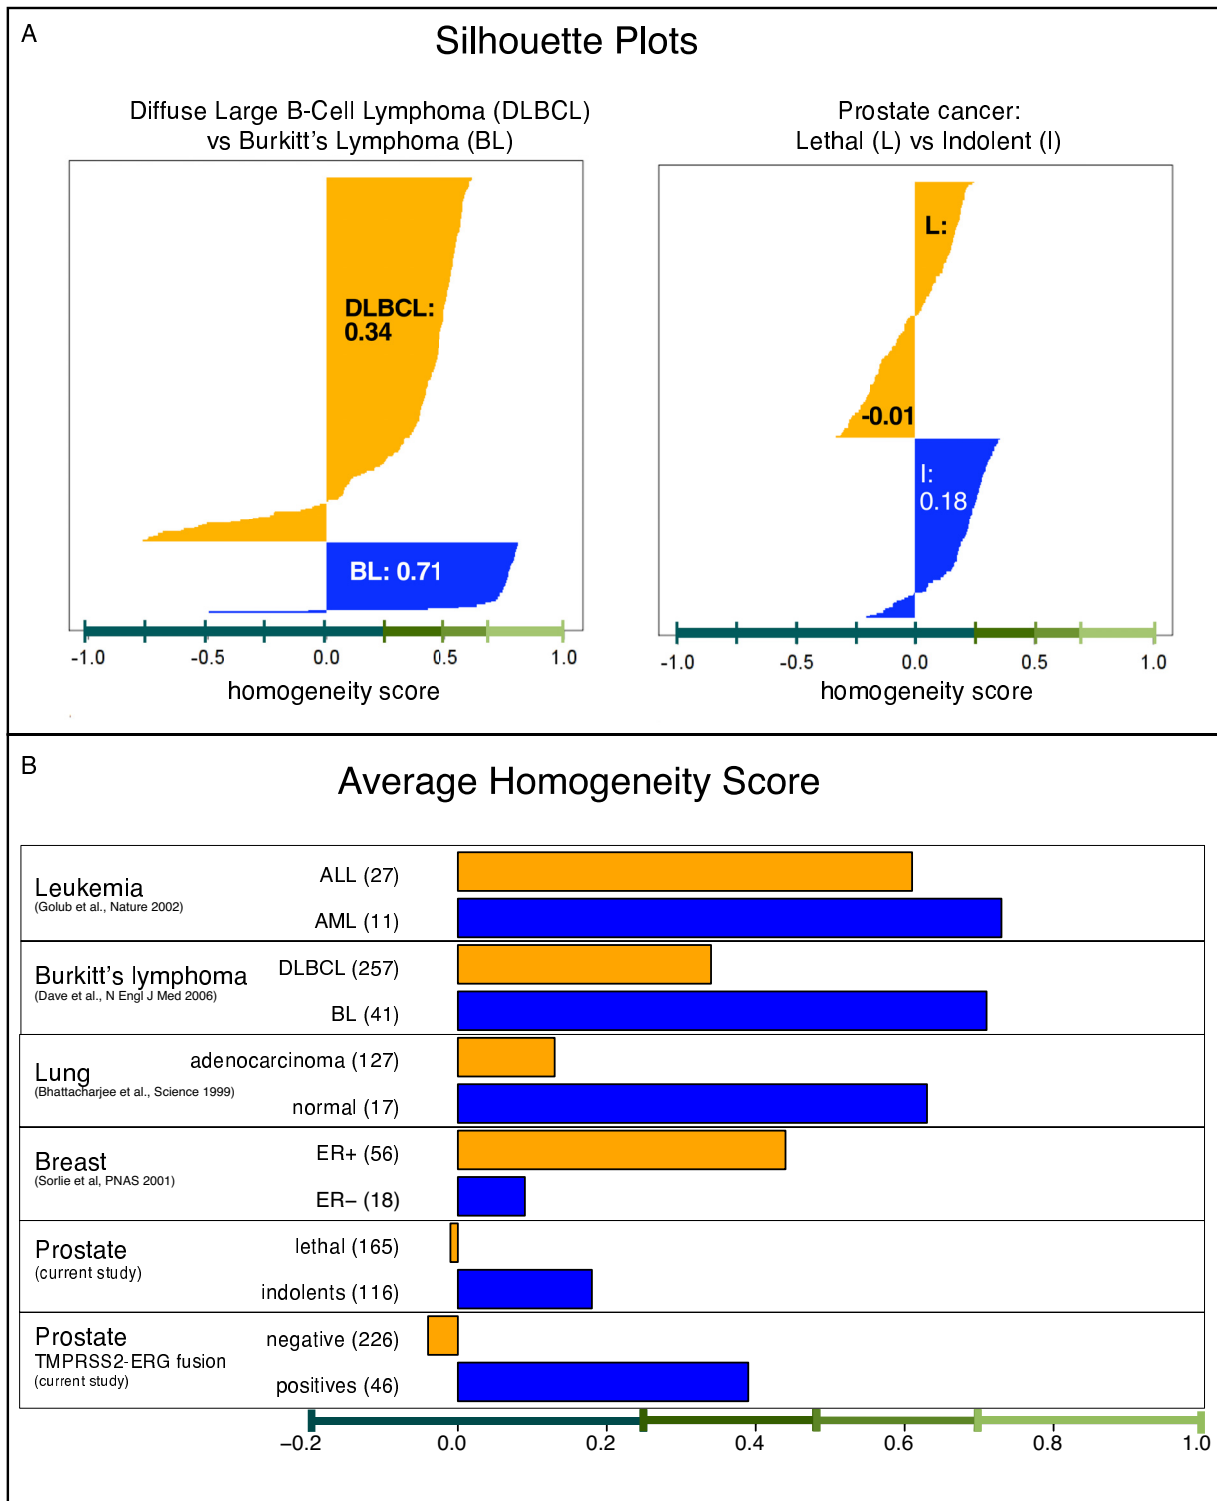 A
Silhouette Plots
Diffuse Large B-Cell Lymphoma (DLBCL)
vs Burkitt's Lymphoma (BL)
DLBCL:
0.34
BL: 0.71
-1.0 -0.5 0.0 0.5 1.0
homogeneity score
Prostate cancer:
Lethal (L) vs Indolent (I)
L:
-0.01
I:
0.18
-1.0 -0.5 0.0 0.5 1.0
homogeneity score
B
Average Homogeneity Score
Leukemia
(Golub et al., Nature 2002)
ALL (27)
AML (11)
Burkitt's lymphoma
(Dave et al., N Engl J Med 2006)
DLBCL (257)
BL (41)
Lung
(Bhattacharjee et al., Science 1999)
adenocarcinoma (127)
normal (17)
Breast
(Sorlie et al, PNAS 2001)
ER+ (56)
ER− (18)
Prostate
(current study)
lethal (165)
indolents (116)
Prostate
TMPRSS2-ERG fusion
(current study)
negative (226)
positives (46)
−0.2 0.0 0.2 0.4 0.6 0.8 1.0